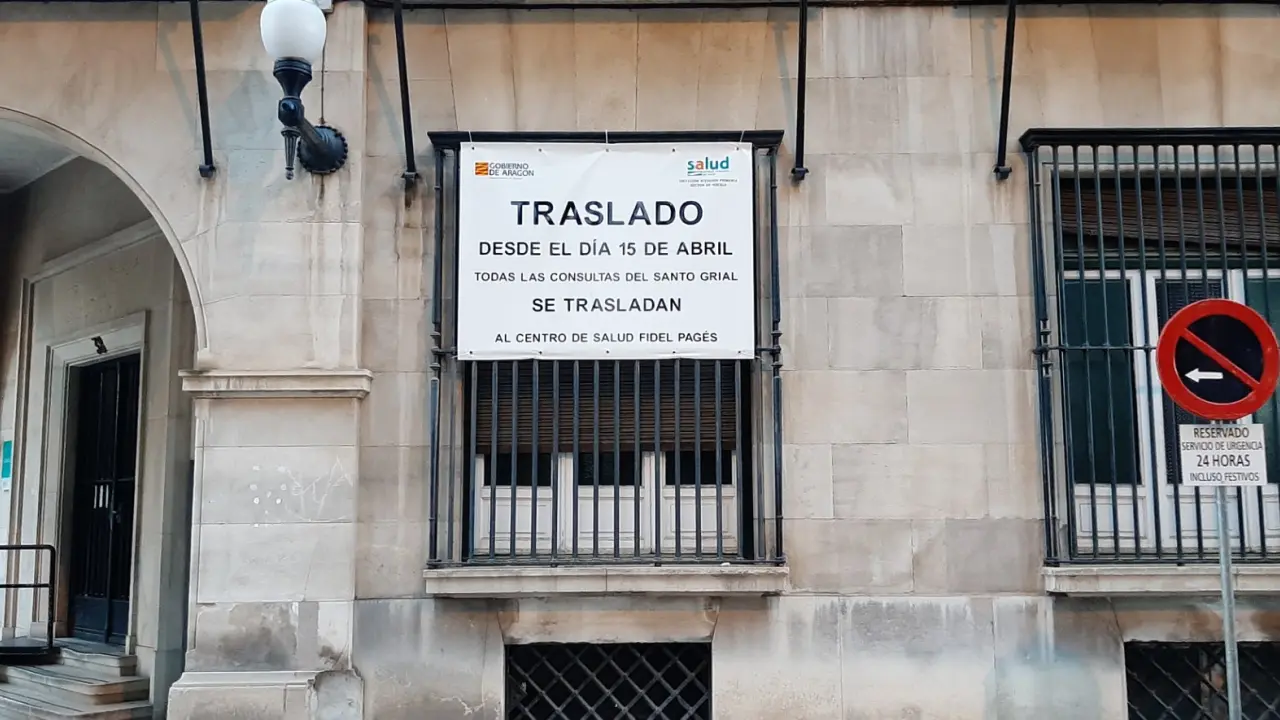 GOBIERNO
DE ARAGON
salud
TRASLADO
DESDE EL DÍA 15 DE ABRIL
TODAS LAS CONSULTAS DEL SANTO GRIAL
SE TRASLADAN
AL CENTRO DE SALUD FIDEL PAGÉS
RESERVADO
SERVICIO DE URGENCIA
24 HORAS
INCLUSO FESTIVOS